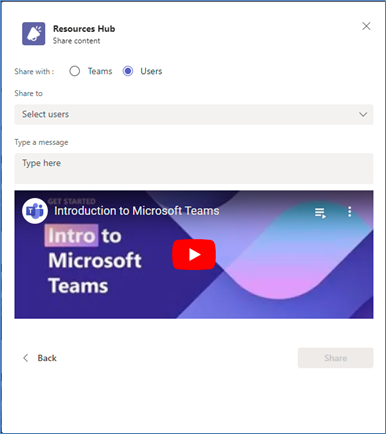 Resources Hub
Share content
Share with :
Teams
Users
Share to
Select users
Type a message
Type here
GET STARTED
Introduction to Microsoft Teams
Intro to
Microsoft
Teams
Back
Share